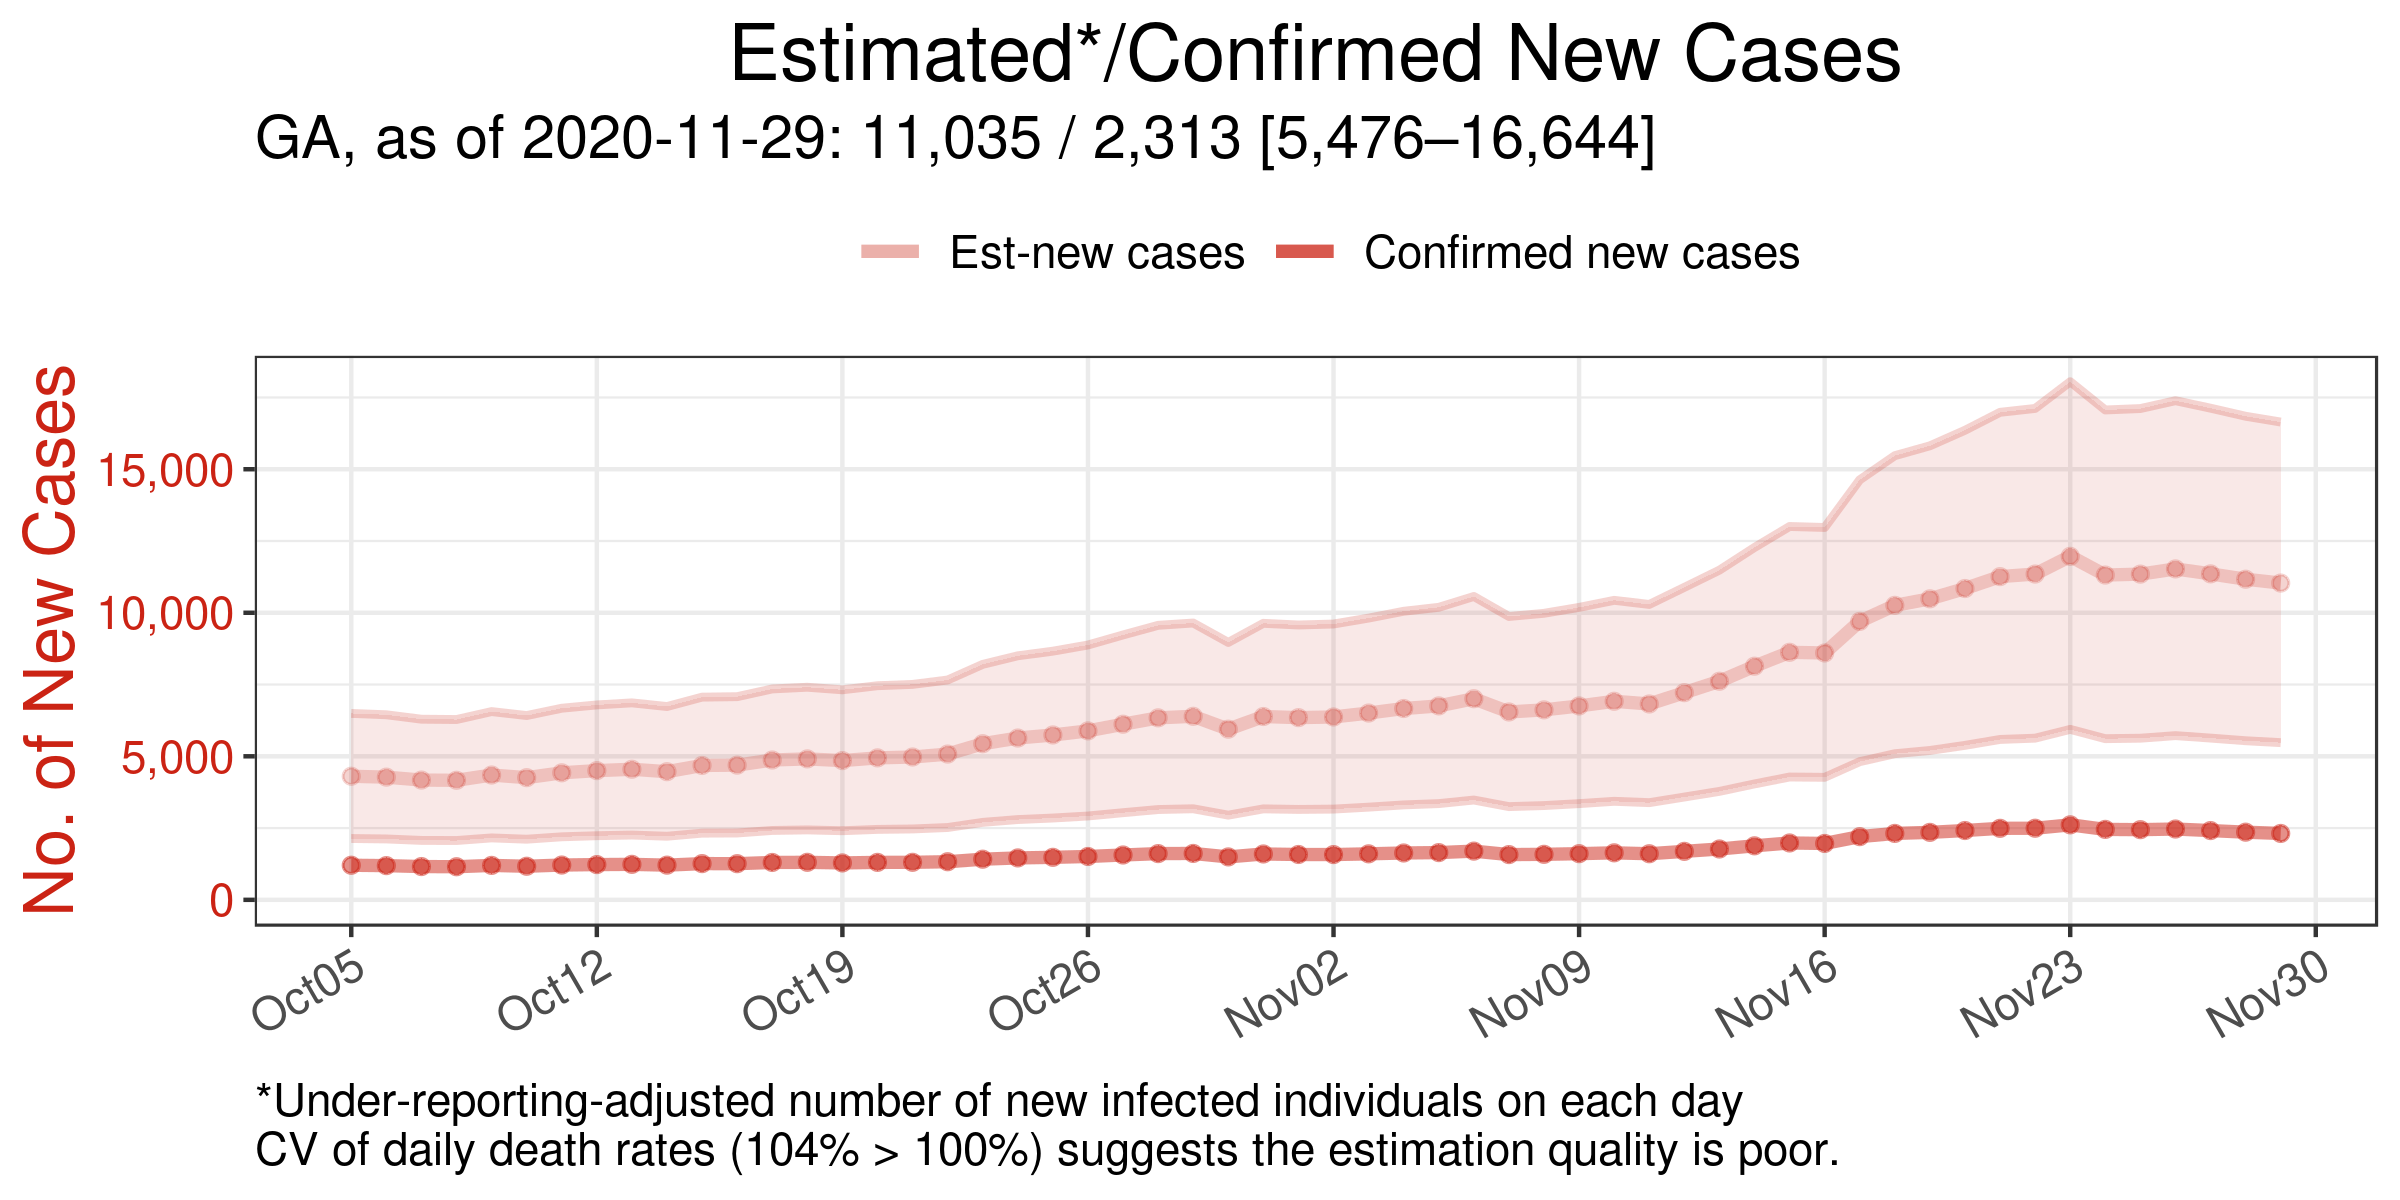 Estimated*/Confirmed New Cases
GA, as of 2020-11-29: 11,035 / 2,313 [5,476–16,644]
Est-new cases
Confirmed new cases
No. of New Cases
15,000
10,000
5,000
0
Oct05
Oct12
Oct19
Oct26
Nov02
Nov09
Nov16
Nov23
Nov30
*Under-reporting-adjusted number of new infected individuals on each day
CV of daily death rates (104% > 100%) suggests the estimation quality is poor.